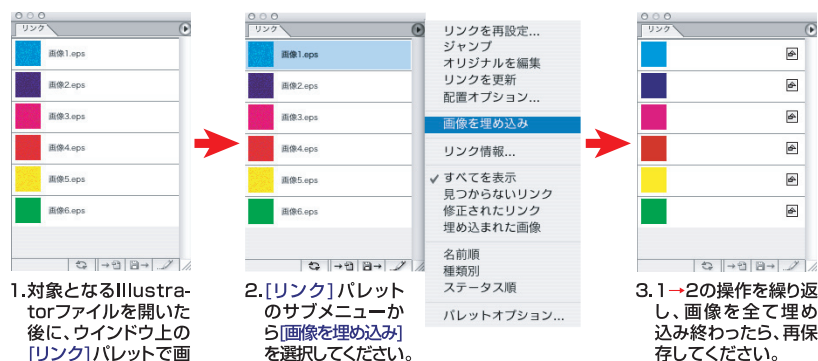 リンク
画像1.eps
画像2.eps
画像3.eps
画像4.eps
画像5.eps
画像6.eps
1.対象となるIllustra-
torファイルを開いた
後に、ウインドウ上の
[リンク]パレットで画
リンク
画像1.eps
画像2.eps
画像3.eps
画像4.eps
画像5.eps
画像6.eps
リンクを再設定...
ジャンプ
オリジナルを編集
リンクを更新
配置オプション...
画像を埋め込み
リンク情報...
✓ すべてを表示
見つからないリンク
修正されたリンク
埋め込まれた画像
名前順
種類別
ステータス順
パレットオプション...
2.[リンク]パレット
のサブメニューか
ら[画像を埋め込み]
を選択してください。
リンク
3.1→2の操作を繰り返
し、画像を全て埋め
込み終わったら、再保
存してください。